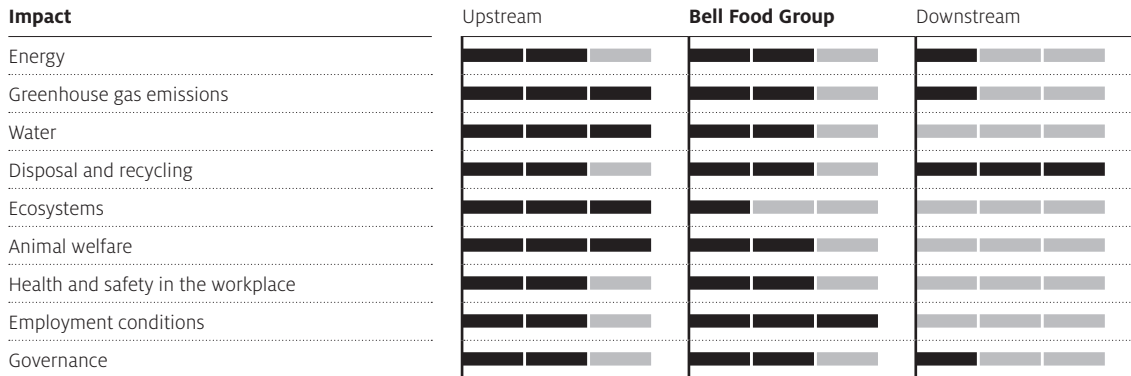 Impact Upstream Bell Food Group Downstream
Energy
Greenhouse gas emissions
Water
Disposal and recycling
Ecosystems
Animal welfare
Health and safety in the workplace
Employment conditions
Governance